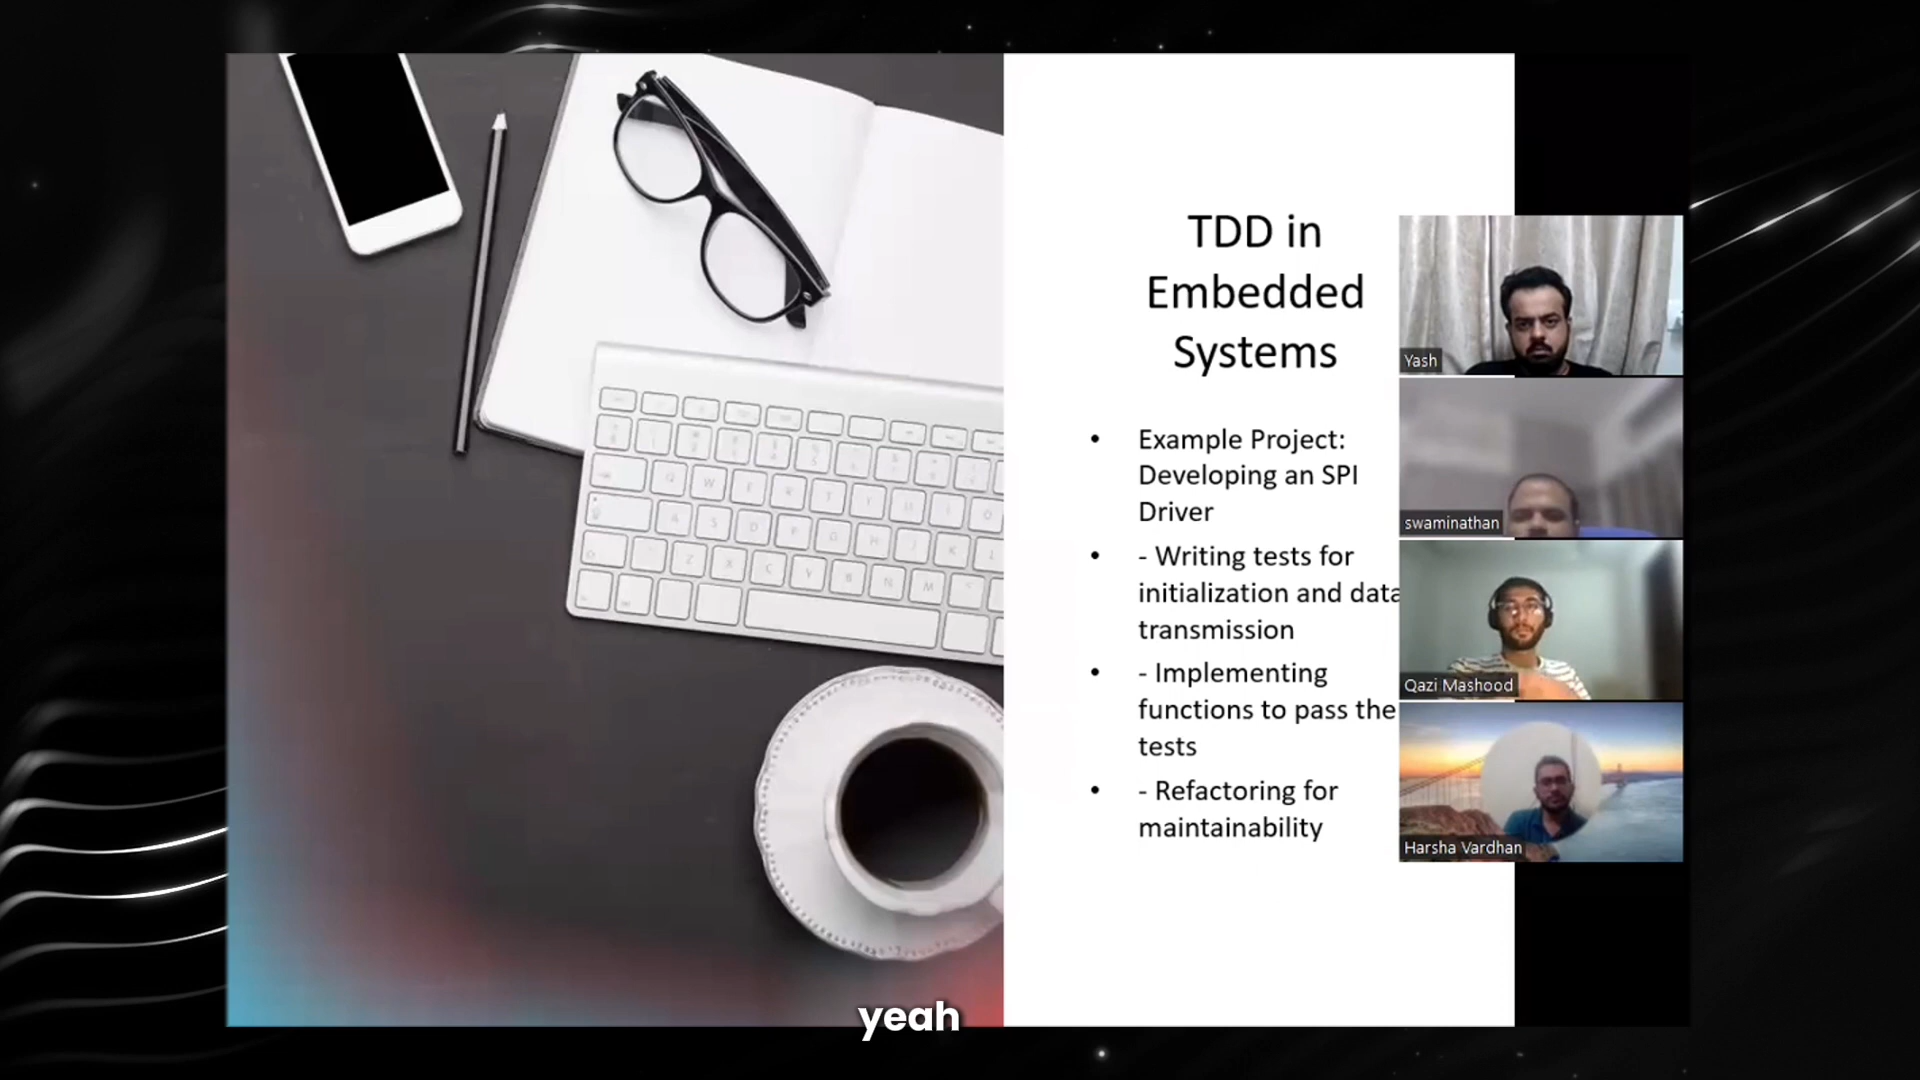 TDD in
Embedded
Systems
• Example Project:
Developing an SPI
Driver
• - Writing tests for
initialization and data
transmission
• - Implementing
functions to pass the
tests
• - Refactoring for
maintainability
Yash
swaminathan
Qazi Mashood
Harsha Vardhan
yeah